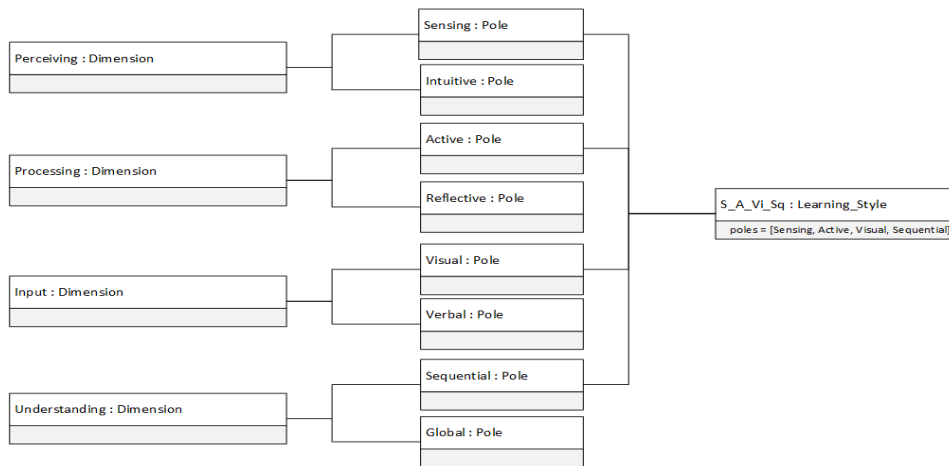 Sensing : Pole
Perceiving : Dimension
Intuitive : Pole
Active : Pole
Processing : Dimension
Reflective : Pole
S_A_Vi_Sq : Learning_Style
poles = [Sensing, Active, Visual, Sequential]
Visual : Pole
Input : Dimension
Verbal : Pole
Sequential : Pole
Understanding : Dimension
Global : Pole